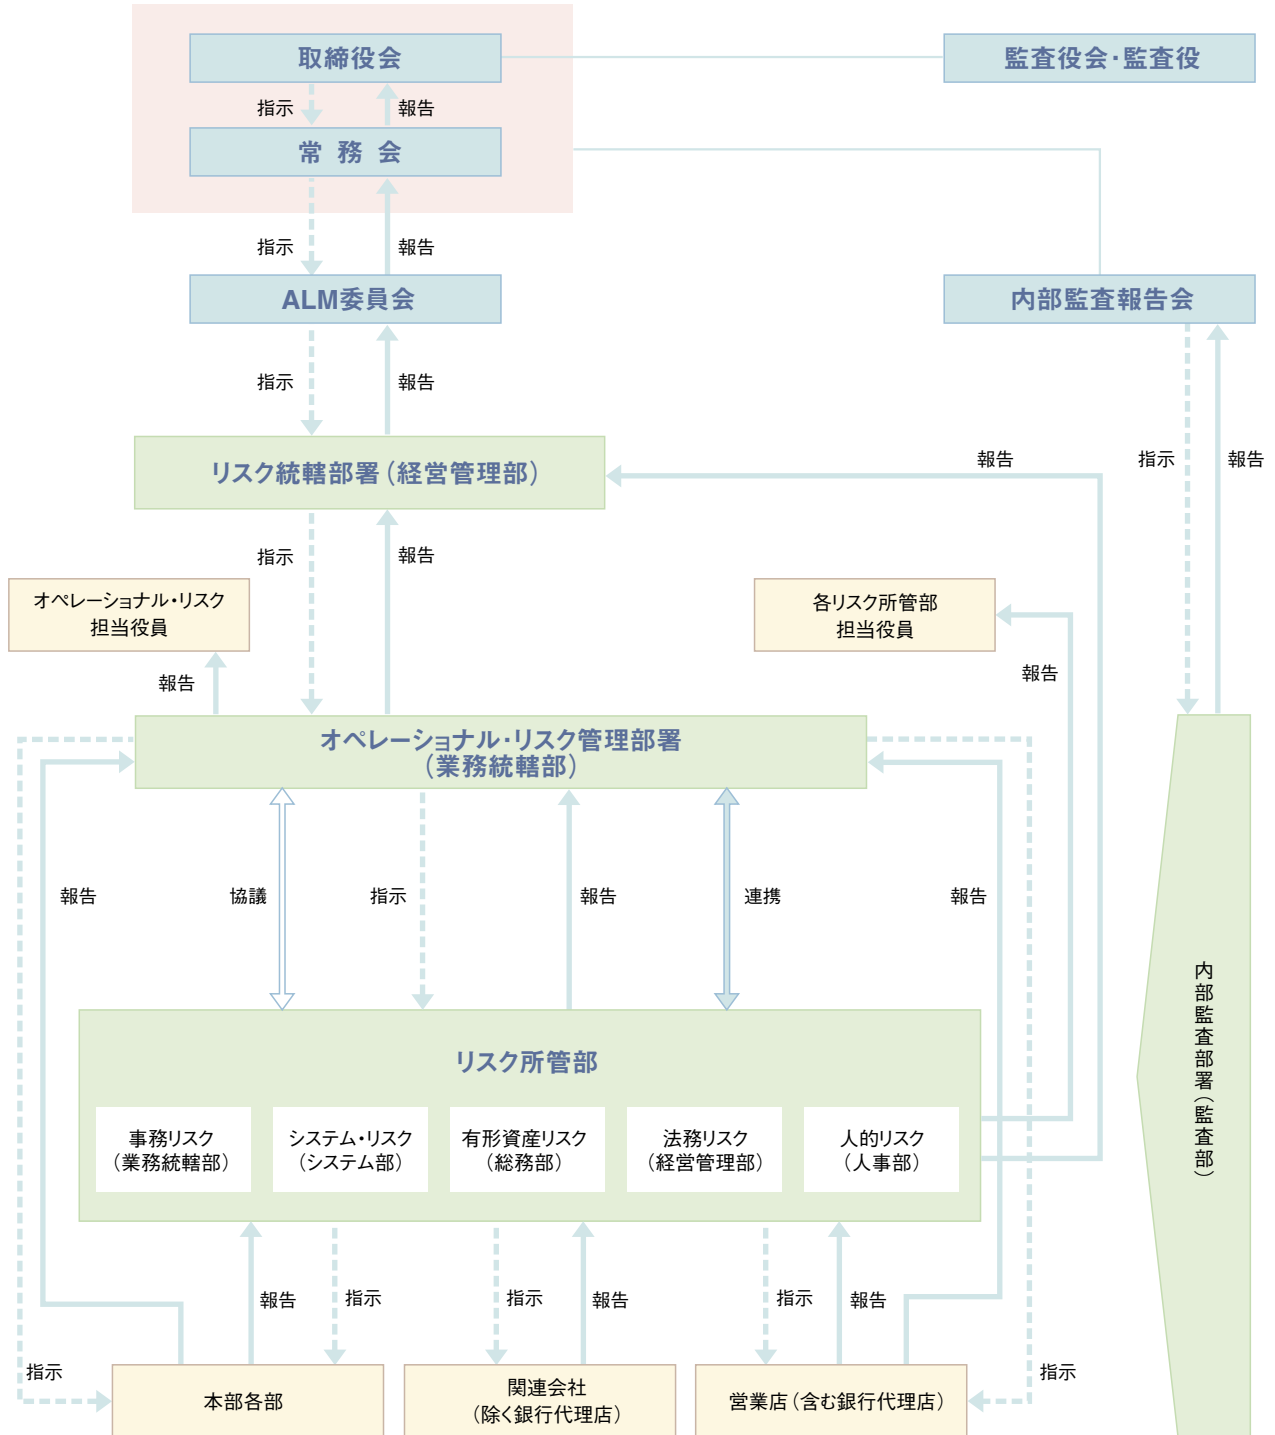 取締役会
監査役会・監査役
指示
報告
常務会
指示
報告
ALM委員会
内部監査報告会
指示
報告
リスク統轄部署（経営管理部）
報告
指示
報告
指示
報告
オペレーショナル・リスク
担当役員
各リスク所管部
担当役員
報告
報告
オペレーショナル・リスク管理部署
（業務統轄部）
報告
協議
指示
報告
連携
報告
内部監査部署（監査部）
リスク所管部
事務リスク
（業務統轄部）
システム・リスク
（システム部）
有形資産リスク
（総務部）
法務リスク
（経営管理部）
人的リスク
（人事部）
報告
指示
指示
報告
指示
報告
指示
指示
本部各部
関連会社
（除く銀行代理店）
営業店（含む銀行代理店）